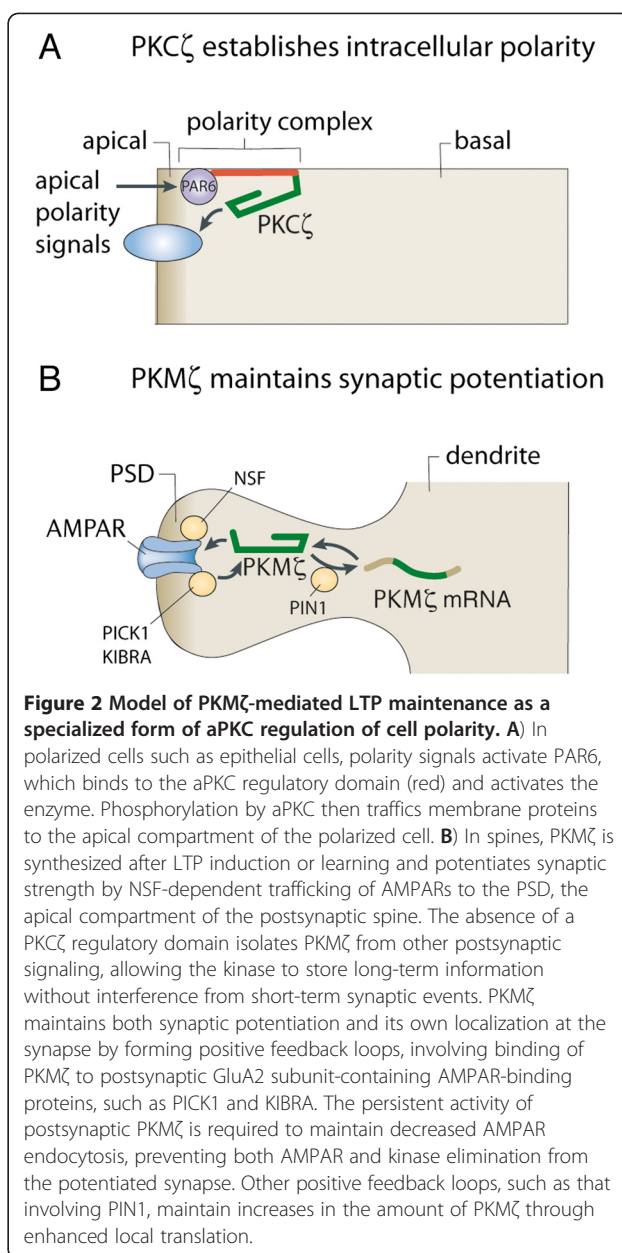 A PKCζ establishes intracellular polarity
polarity complex
apical
basal
apical
polarity
signals
PAR6
PKCζ
B PKMζ maintains synaptic potentiation
dendrite
PSD
NSF
AMPAR
PKMζ
PIN1
PKMζ mRNA
PICK1
KIBRA
Figure 2 Model of PKMζ-mediated LTP maintenance as a
specialized form of aPKC regulation of cell polarity. A) In
polarized cells such as epithelial cells, polarity signals activate PAR6,
which binds to the aPKC regulatory domain (red) and activates the
enzyme. Phosphorylation by aPKC then traffics membrane proteins
to the apical compartment of the polarized cell. B) In spines, PKMζ is
synthesized after LTP induction or learning and potentiates synaptic
strength by NSF-dependent trafficking of AMPARs to the PSD, the
apical compartment of the postsynaptic spine. The absence of a
PKCζ regulatory domain isolates PKMζ from other postsynaptic
signaling, allowing the kinase to store long-term information
without interference from short-term synaptic events. PKMζ
maintains both synaptic potentiation and its own localization at the
synapse by forming positive feedback loops, involving binding of
PKMζ to postsynaptic GluA2 subunit-containing AMPAR-binding
proteins, such as PICK1 and KIBRA. The persistent activity of
postsynaptic PKMζ is required to maintain decreased AMPAR
endocytosis, preventing both AMPAR and kinase elimination from
the potentiated synapse. Other positive feedback loops, such as that
involving PIN1, maintain increases in the amount of PKMζ through
enhanced local translation.